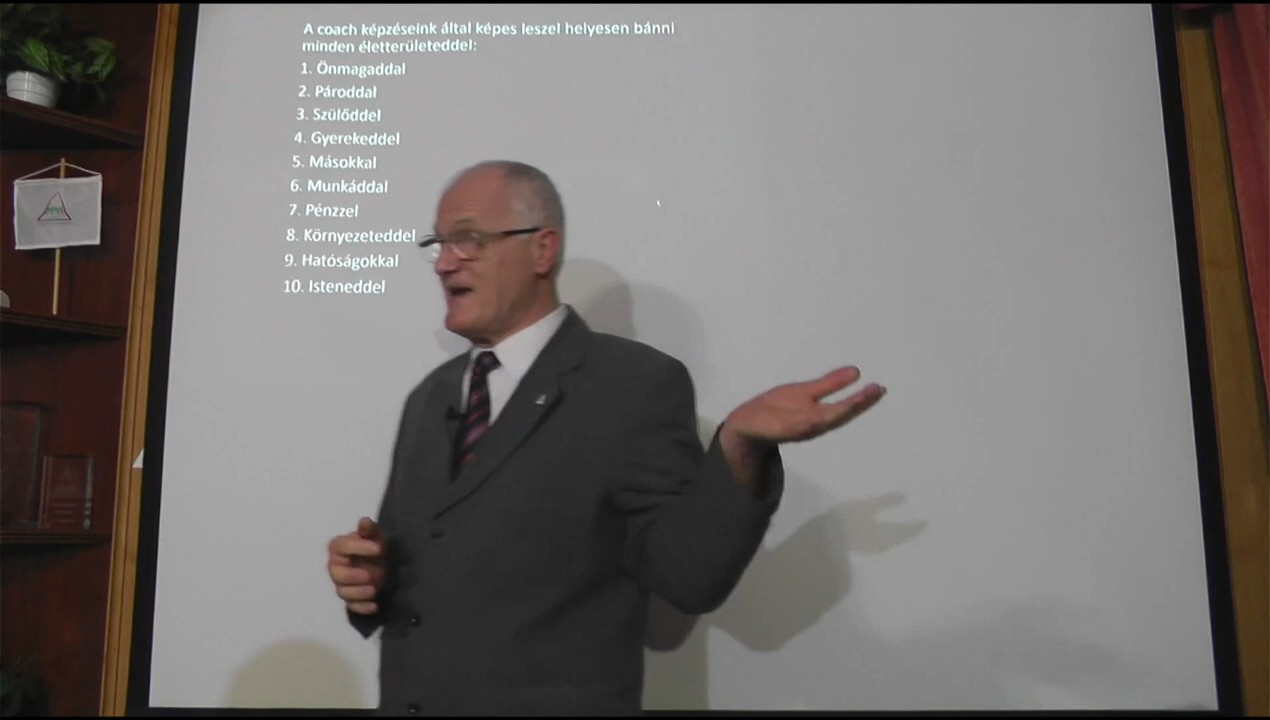 A coach képzéseink által képes leszel helyesen bánni
minden életterületeddel:
1. Önmagaddal
2. Pároddal
3. Szülőddel
4. Gyerekeddel
5. Másokkal
6. Munkáddal
7. Pénzzel
8. Környezeteddel
9. Hatóságokkal
10. Isteneddel